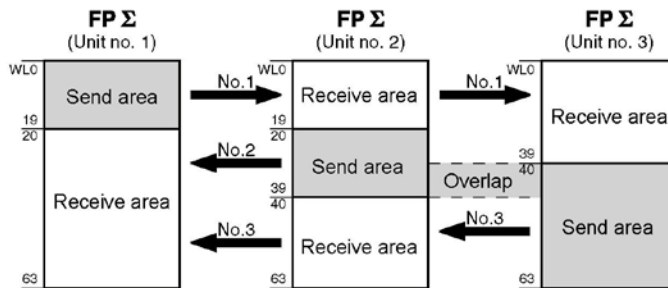 FP Σ
(Unit no. 1)
FP Σ
(Unit no. 2)
FP Σ
(Unit no. 3)
WL0
Send area
19
20
Receive area
63
No.1
No.2
No.3
WL0
Receive area
19
20
Send area
39
40
Receive area
63
No.1
Overlap
No.3
WL0
Receive area
39
40
Send area
63